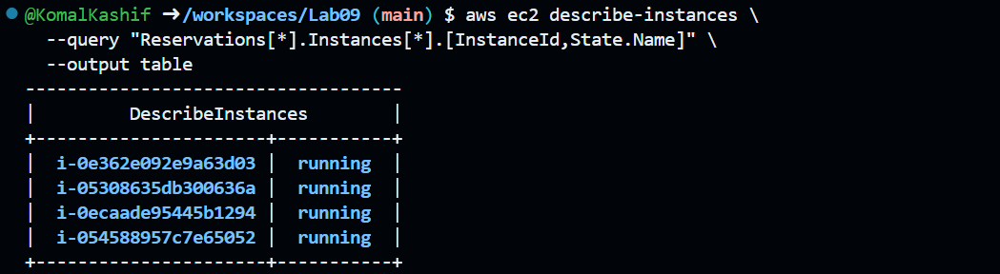 @KomalKashif ➜/workspaces/Lab09 (main) $ aws ec2 describe-instances \
  --query "Reservations[*].Instances[*].[InstanceId,State.Name]" \
  --output table
------------------------------------
|        DescribeInstances         |
+----------------------+-----------+
|  i-0e362e092e9a63d03 |  running  |
|  i-05308635db300636a |  running  |
|  i-0ecaade95445b1294 |  running  |
|  i-054588957c7e65052 |  running  |
+----------------------+-----------+